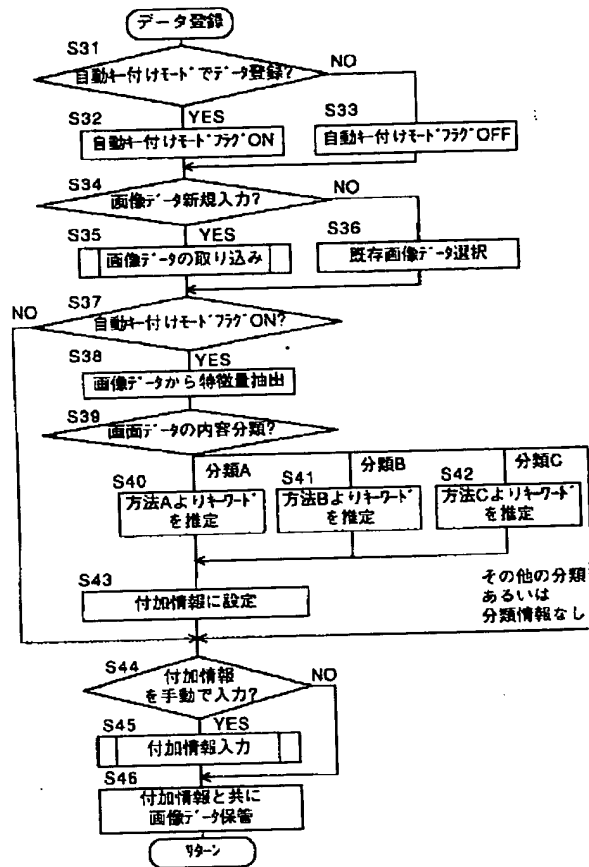 データ登録
S31
自動キー付けモードでデータ登録?
NO
S32
YES
S33
自動キー付けモードフラグON
自動キー付けモードフラグOFF
S34
画像データ新規入力?
NO
S35
YES
S36
画像データの取り込み
既存画像データ選択
NO
S37
自動キー付けモードフラグON?
S38
YES
画像データから特徴量抽出
S39
画面データの内容分類?
S40
分類A
S41
分類B
S42
分類C
方法Aよりキーワード
を推定
方法Bよりキーワード
を推定
方法Cよりキーワード
を推定
S43
付加情報に設定
その他の分類
あるいは
分類情報なし
S44
付加情報
を手動で入力?
NO
S45
YES
付加情報入力
S46
付加情報と共に
画像データ保管
リターン